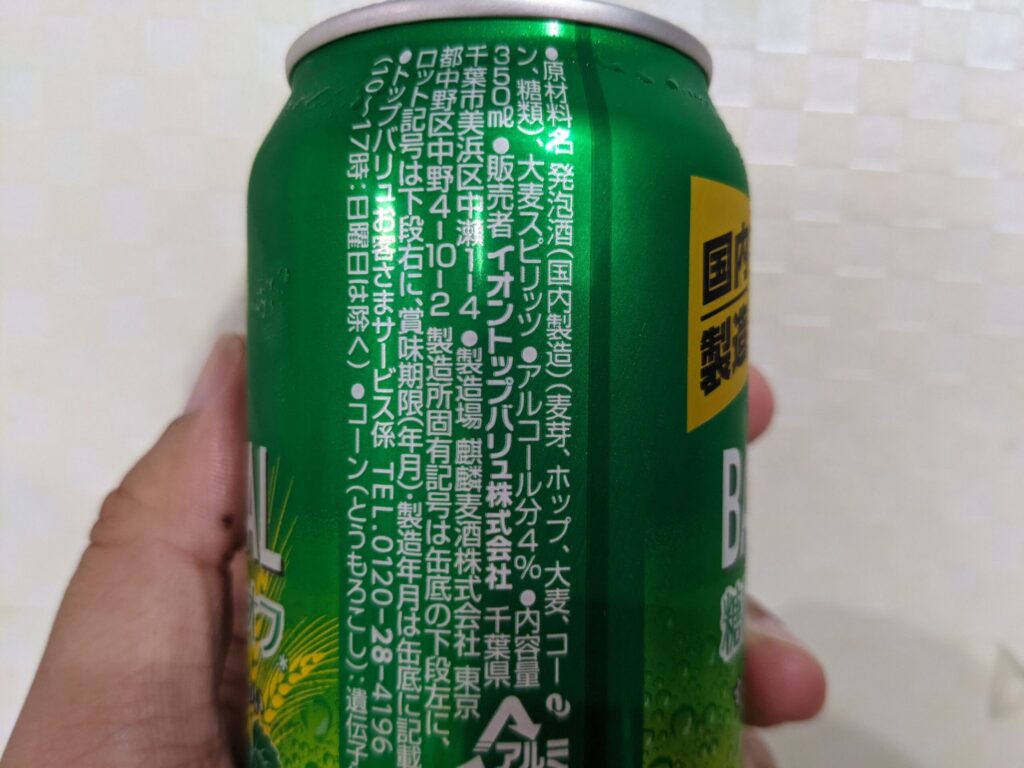 ●原材料名 発泡酒(国内製造)(麦芽、ホップ、大麦、コー
ン、糖類)、大麦スピリッツ ●アルコール分4% ●内容量
350㎖ ●販売者 イオントップバリュ株式会社 千葉県
千葉市美浜区中瀬1-4 ●製造場 麒麟麦酒株式会社 東京
都中野区中野4-10-2 製造所固有記号は缶底の下段左に、
ロット記号は下段右に、賞味期限(年月)・製造年月は缶底に記載
●トップバリュお客さまサービス係 TEL.0120-28-4196
(10~17時:日曜日は除く) ●コーン(とうもろこし):遺伝子
アル
国内
製造
BA
糖
AL